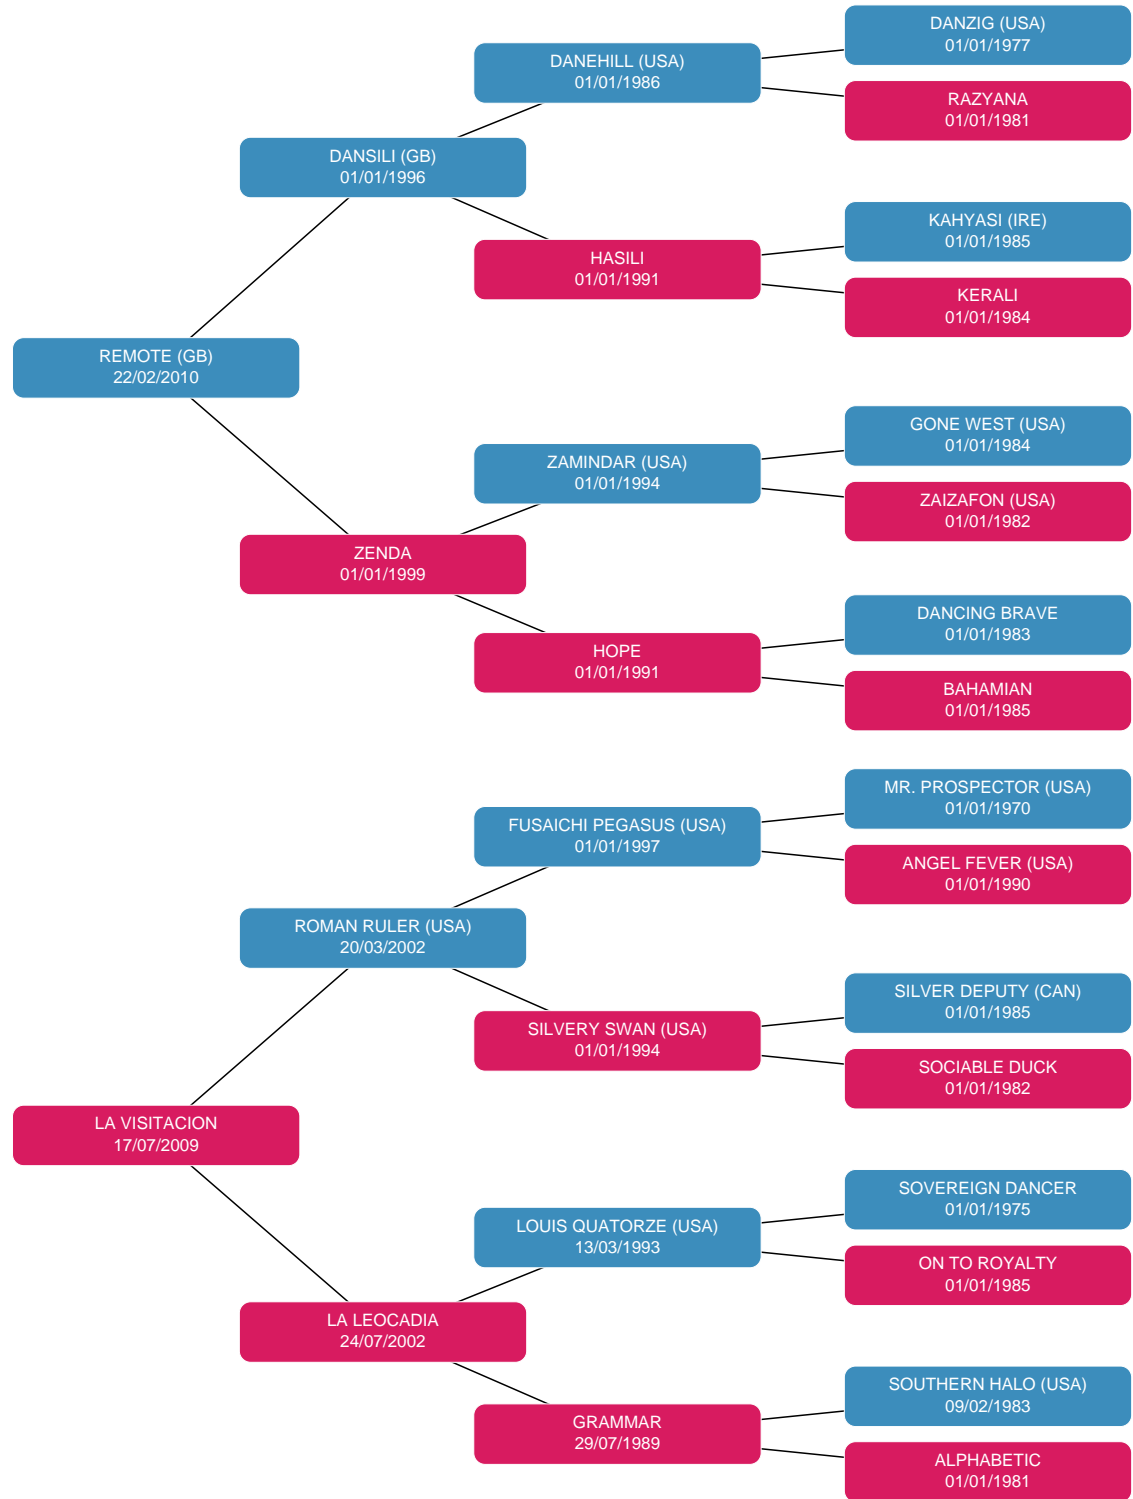 DANZIG (USA)
01/01/1977
DANEHILL (USA)
01/01/1986
RAZYANA
01/01/1981
DANSILI (GB)
01/01/1996
KAHYASI (IRE)
01/01/1985
HASILI
01/01/1991
KERALI
01/01/1984
REMOTE (GB)
22/02/2010
GONE WEST (USA)
01/01/1984
ZAMINDAR (USA)
01/01/1994
ZAIZAFON (USA)
01/01/1982
ZENDA
01/01/1999
DANCING BRAVE
01/01/1983
HOPE
01/01/1991
BAHAMIAN
01/01/1985
MR. PROSPECTOR (USA)
01/01/1970
FUSAICHI PEGASUS (USA)
01/01/1997
ANGEL FEVER (USA)
01/01/1990
ROMAN RULER (USA)
20/03/2002
SILVER DEPUTY (CAN)
01/01/1985
SILVERY SWAN (USA)
01/01/1994
SOCIABLE DUCK
01/01/1982
LA VISITACION
17/07/2009
SOVEREIGN DANCER
01/01/1975
LOUIS QUATORZE (USA)
13/03/1993
ON TO ROYALTY
01/01/1985
LA LEOCADIA
24/07/2002
SOUTHERN HALO (USA)
09/02/1983
GRAMMAR
29/07/1989
ALPHABETIC
01/01/1981